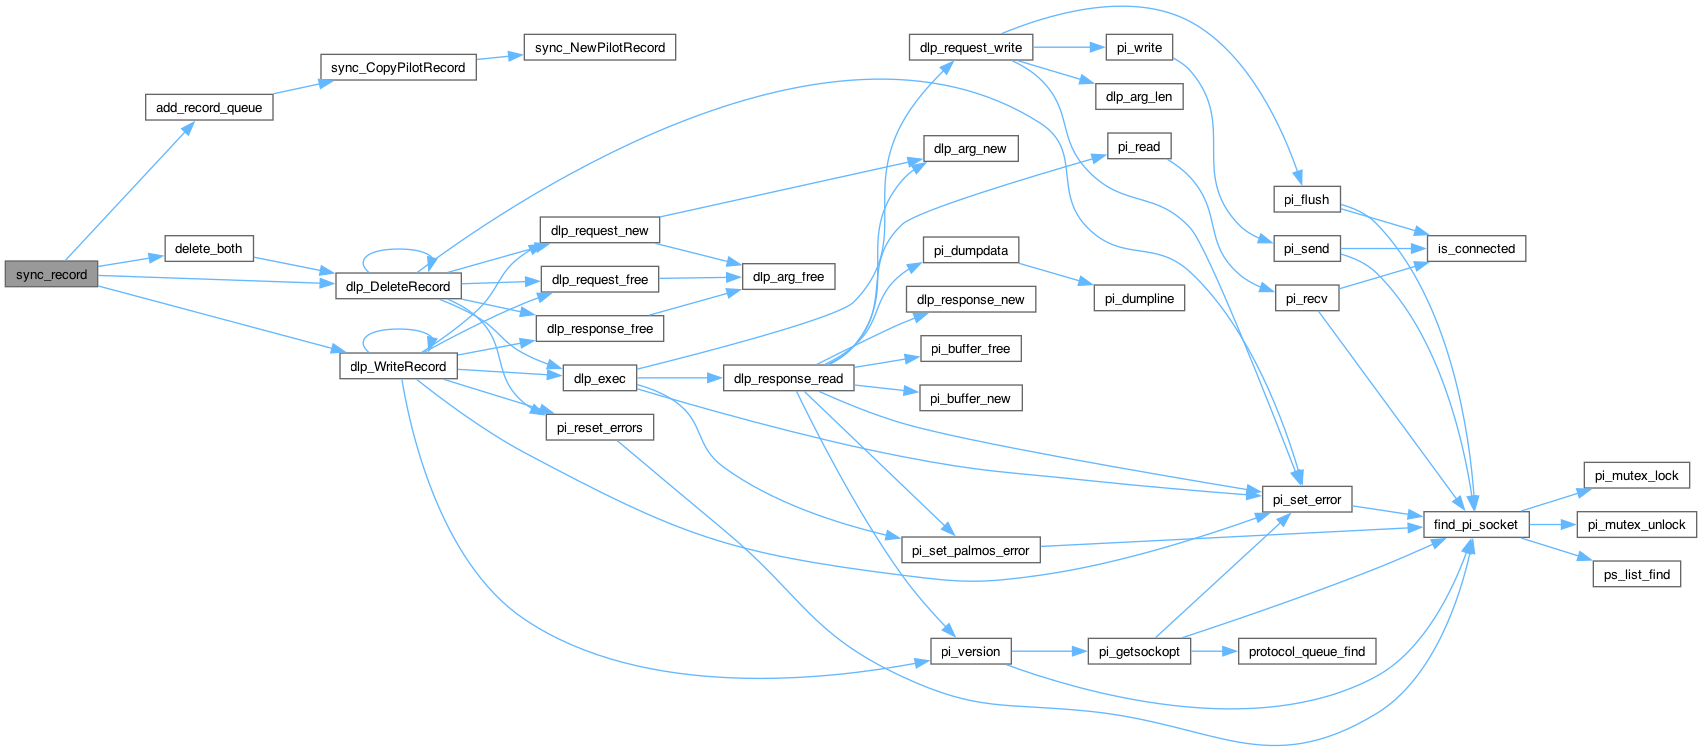 sync_record
add_record_queue
sync_CopyPilotRecord
sync_NewPilotRecord
delete_both
dlp_DeleteRecord
dlp_WriteRecord
dlp_request_new
dlp_request_free
dlp_response_free
dlp_exec
pi_reset_errors
dlp_arg_free
dlp_response_read
dlp_request_write
dlp_arg_new
pi_dumpdata
dlp_response_new
pi_buffer_free
pi_buffer_new
pi_set_palmos_error
pi_version
pi_write
dlp_arg_len
pi_read
pi_dumpline
pi_getsockopt
pi_flush
pi_send
pi_recv
pi_set_error
protocol_queue_find
is_connected
find_pi_socket
pi_mutex_lock
pi_mutex_unlock
ps_list_find